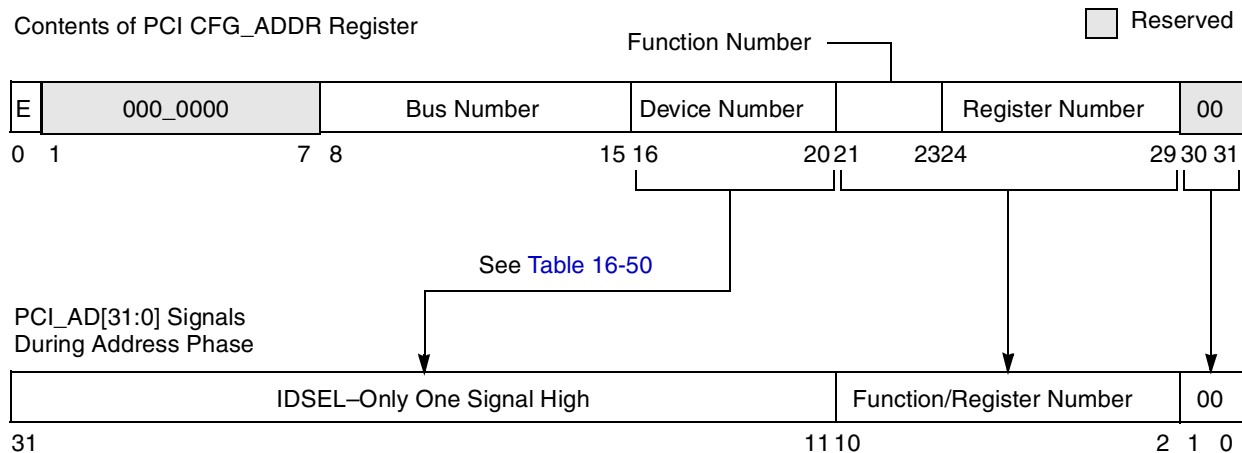 Contents of PCI CFG_ADDR Register
Reserved
Function Number
E 000_0000 Bus Number Device Number Register Number 00
0 1 7 8 15 16 20 21 23 24 29 30 31
See Table 16-50
PCI_AD[31:0] Signals
During Address Phase
IDSEL–Only One Signal High Function/Register Number 00
31 11 10 2 1 0